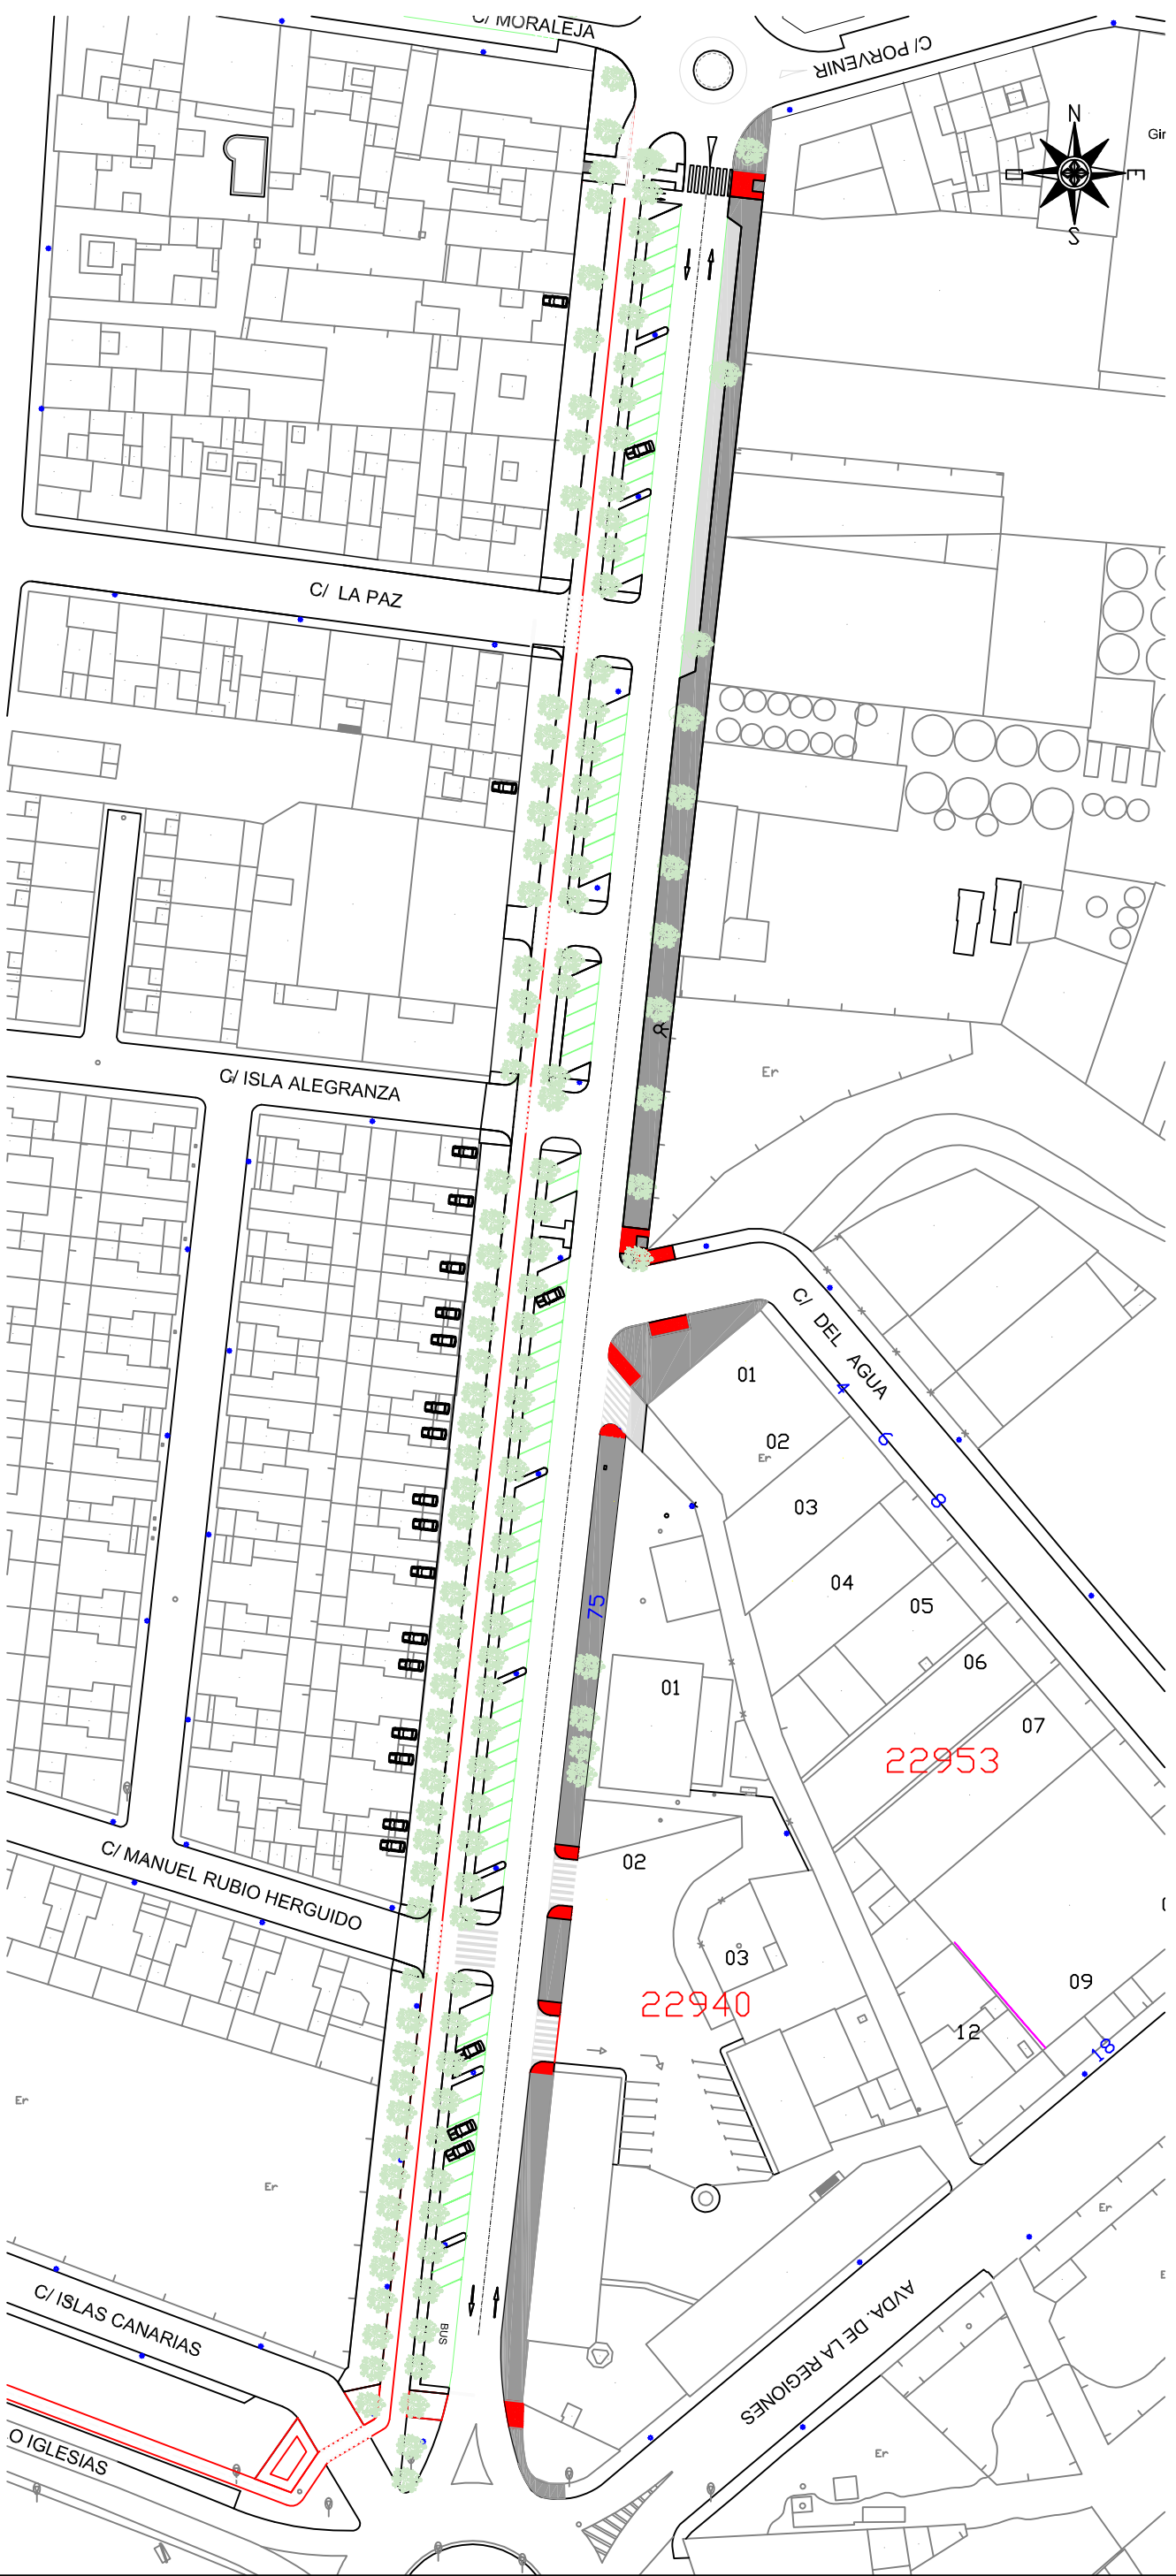 C/ MORALEJA
C/ PORVENIR
N
Gir
E
S
C/ LA PAZ
C/ ISLA ALEGRANZA
Er
C/ DEL AGUA
01
4
02
6
Er
03
8
04
05
75
06
01
07
22953
C/ MANUEL RUBIO HERGUIDO
02
03
09
22940
12
18
Er
Er
Er
C/ ISLAS CANARIAS
BUS
AVDA. DE LA REGIONES
O IGLESIAS
Er